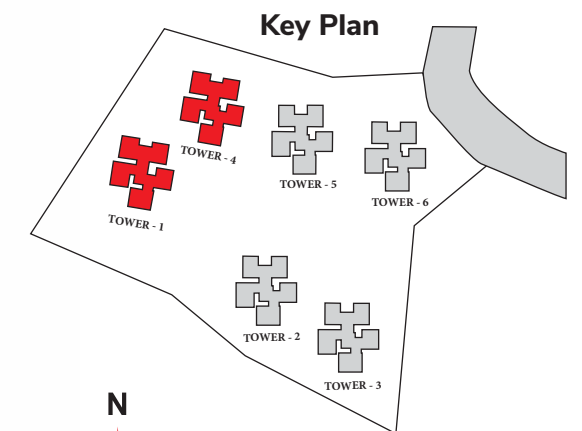 Key Plan
TOWER - 4
TOWER - 5
TOWER - 6
TOWER - 1
TOWER - 2
TOWER - 3
N